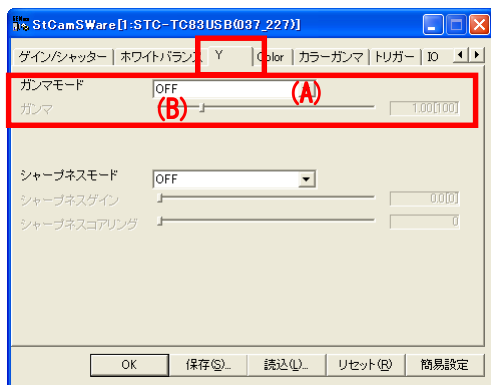 StCamSWare[1:STC-TC83USB(037_227)]
ゲイン/シャッター ホワイトバランス Y Color カラーガンマ トリガー IO
ガンマモード OFF (A)
ガンマ (B) 1.00[100]
シャープネスモード OFF
シャープネスゲイン 0.0[0]
シャープネスコアリング 0
OK 保存(S)... 読込(L)... リセット(R) 簡易設定